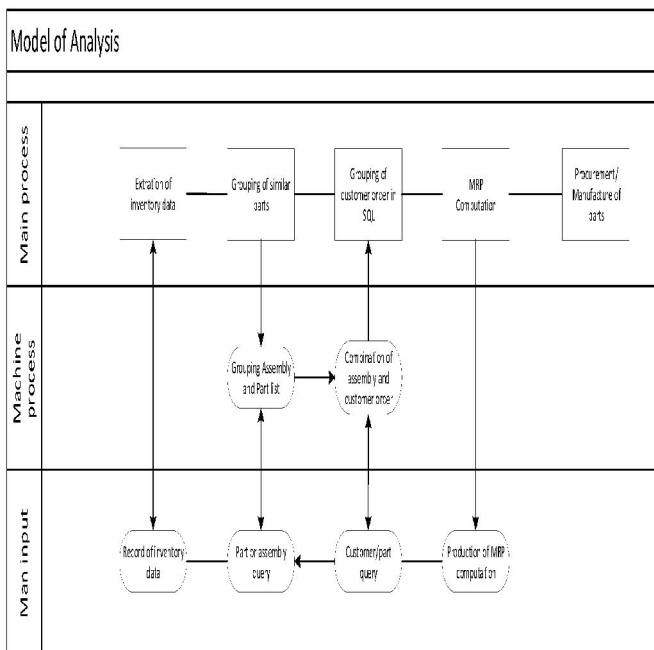 Model of Analysis
Main process
Extration of
inventory data
Grouping of similar
parts
Grouping of
customer order in
SQL
MRP
Computation
Procurement/
Manufacture of
parts
Machine
process
Grouping Assembly
and Part list
Combination of
assembly and
customer order
Man input
Record of inventory
data
Part or assembly
query
Customer/part
query
Production of MRP
computation